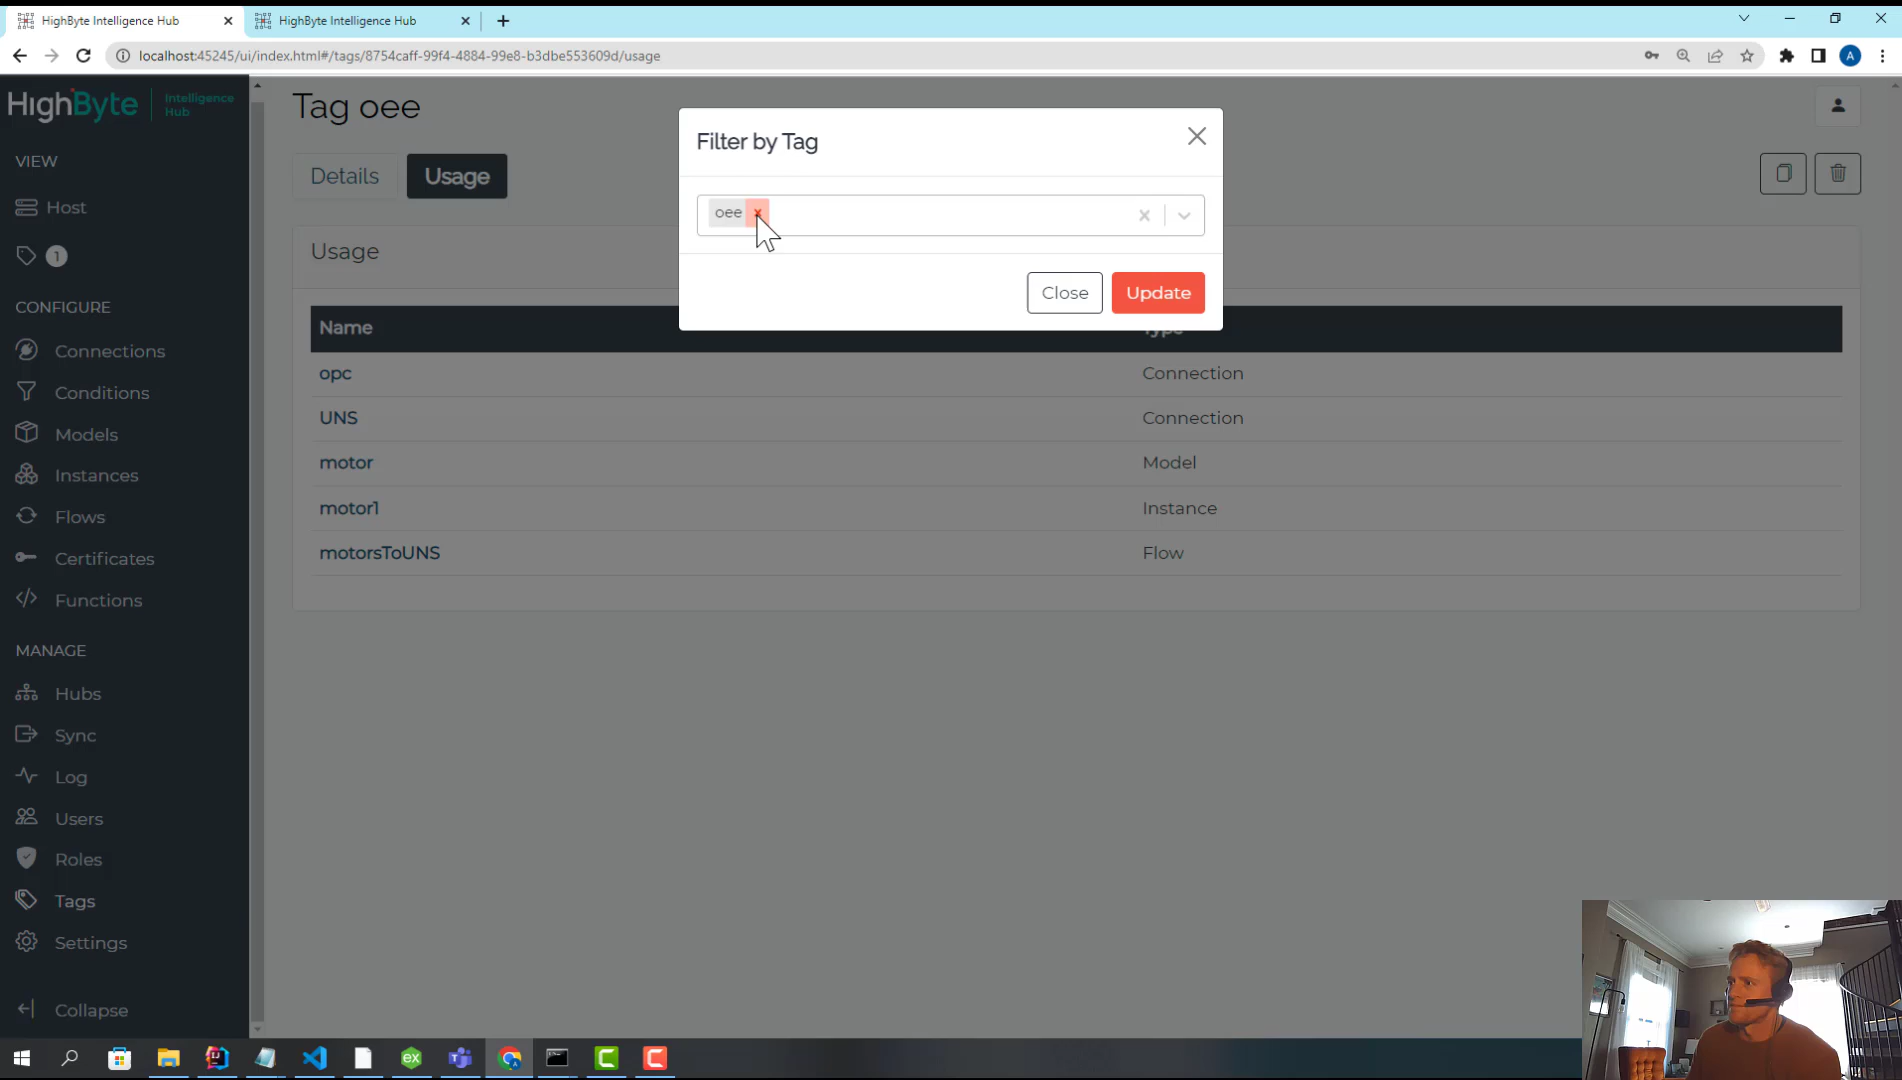 HighByte Intelligence Hub
HighByte Intelligence Hub
localhost:45245/ui/index.html#/tags/8754caff-99f4-4884-99e8-b3dbe553609d/usage
A
HighByte
Intelligence
Hub
VIEW
Host
1
CONFIGURE
Connections
Conditions
Models
Instances
Flows
Certificates
Functions
MANAGE
Hubs
Sync
Log
Users
Roles
Tags
Settings
Collapse
Tag oee
Details
Usage
Usage
Name
Type
opc
Connection
UNS
Connection
motor
Model
motor1
Instance
motorsToUNS
Flow
Filter by Tag
oee
Close
Update
ex